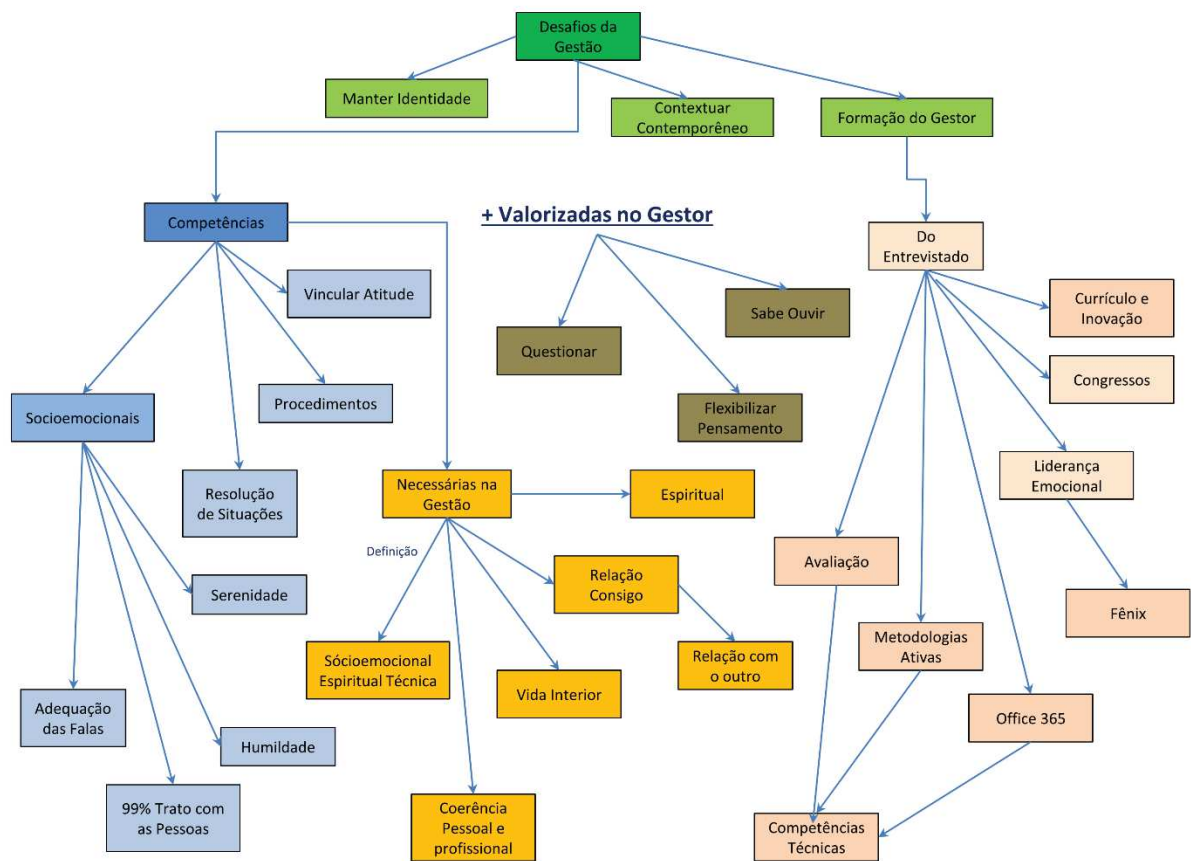 Desafios da
Gestão
Manter Identidade
Contextuar
Contemporêneo
Formação do Gestor
Competências
+ Valorizadas no Gestor
Do
Entrevistado
Vincular Atitude
Sabe Ouvir
Currículo e
Inovação
Questionar
Congressos
Procedimentos
Socioemocionais
Flexibilizar
Pensamento
Liderança
Emocional
Resolução
de Situações
Necessárias na
Gestão
Espiritual
Definição
Avaliação
Relação
Consigo
Serenidade
Fênix
Metodologias
Ativas
Sócioemocional
Espiritual Técnica
Relação com
o outro
Vida Interior
Adequação
das Falas
Office 365
Humildade
99% Trato com
as Pessoas
Coerência
Pessoal e
profissional
Competências
Técnicas